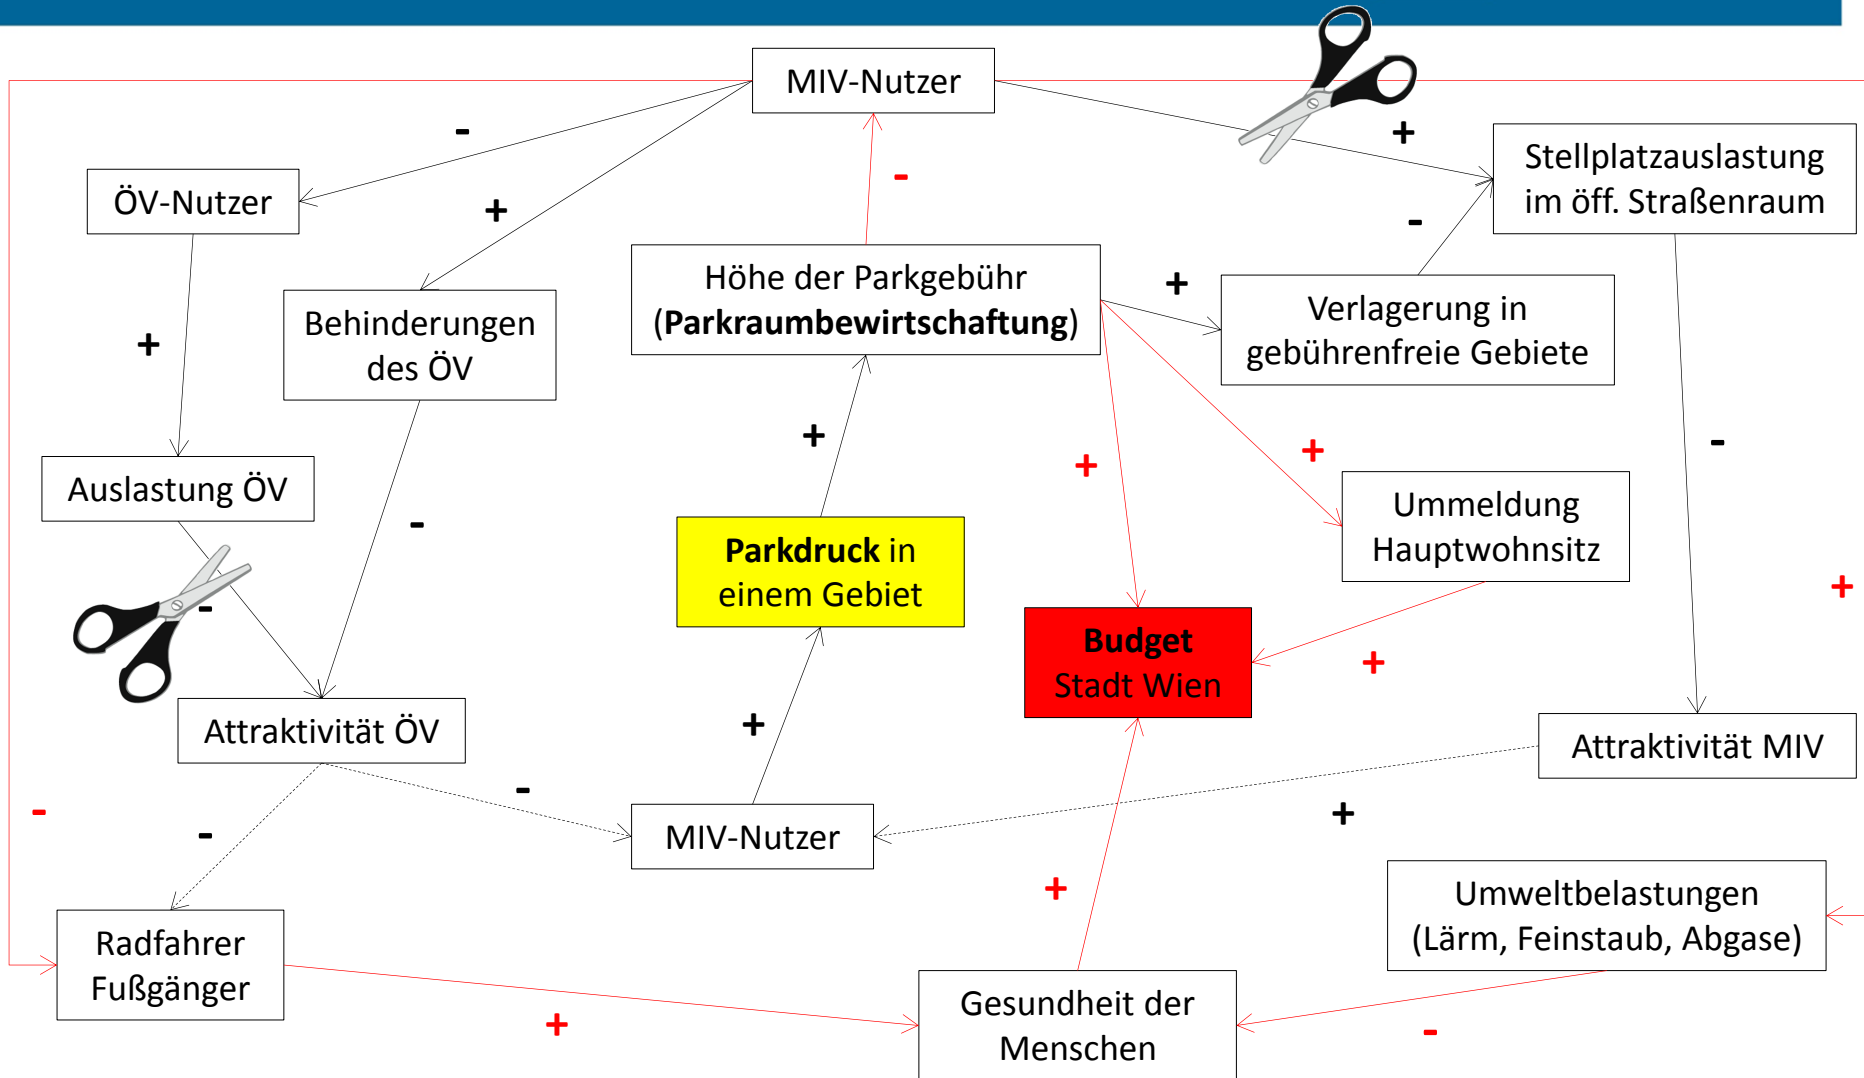 MIV-Nutzer
-
+
Stellplatzauslastung
im öff. Straßenraum
ÖV-Nutzer
-
+
-
Höhe der Parkgebühr
(Parkraumbewirtschaftung)
+
Verlagerung in
gebührenfreie Gebiete
Behinderungen
des ÖV
+
+
+
+
-
Auslastung ÖV
-
Parkdruck in
einem Gebiet
Ummeldung
Hauptwohnsitz
+
-
Budget
Stadt Wien
+
Attraktivität ÖV
+
Attraktivität MIV
-
-
-
MIV-Nutzer
+
+
Umweltbelastungen
(Lärm, Feinstaub, Abgase)
Radfahrer
Fußgänger
+
Gesundheit der
Menschen
-